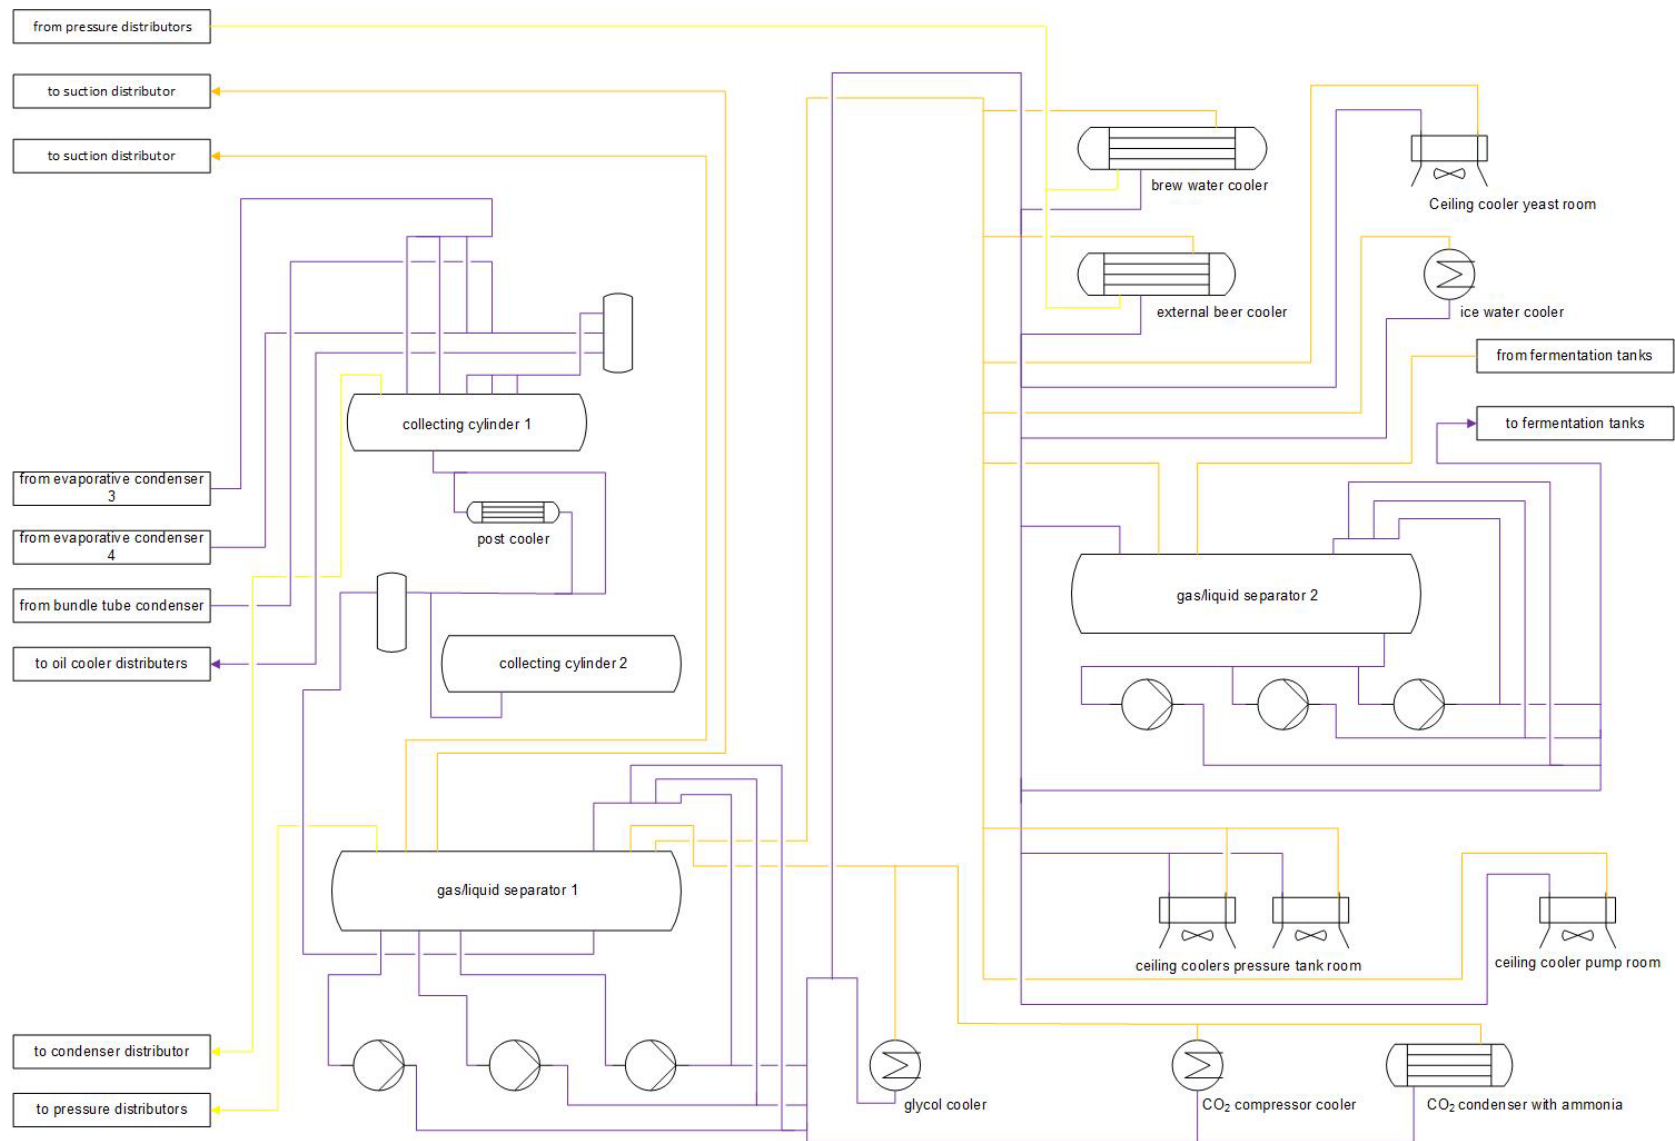 from pressure distributors
to suction distributor
to suction distributor
brew water cooler
Ceiling cooler yeast room
external beer cooler
ice water cooler
from fermentation tanks
to fermentation tanks
collecting cylinder 1
from evaporative condenser
3
post cooler
from evaporative condenser
4
from bundle tube condenser
gas/liquid separator 2
to oil cooler distributers
collecting cylinder 2
gas/liquid separator 1
ceiling coolers pressure tank room
ceiling cooler pump room
to condenser distributor
to pressure distributors
glycol cooler
CO₂ compressor cooler
CO₂ condenser with ammonia